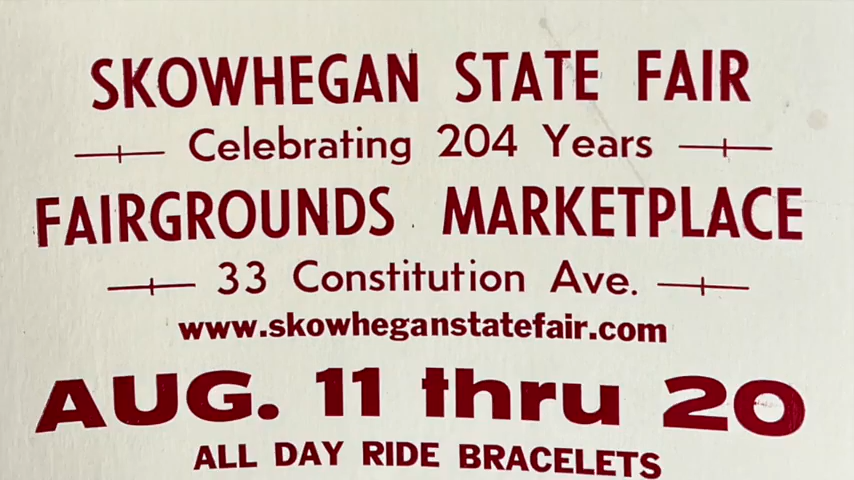 SKOWHEGAN STATE FAIR
Celebrating 204 Years
FAIRGROUNDS MARKETPLACE
33 Constitution Ave.
www.skowheganstatefair.com
AUG. 11 thru 20
ALL DAY RIDE BRACELETS